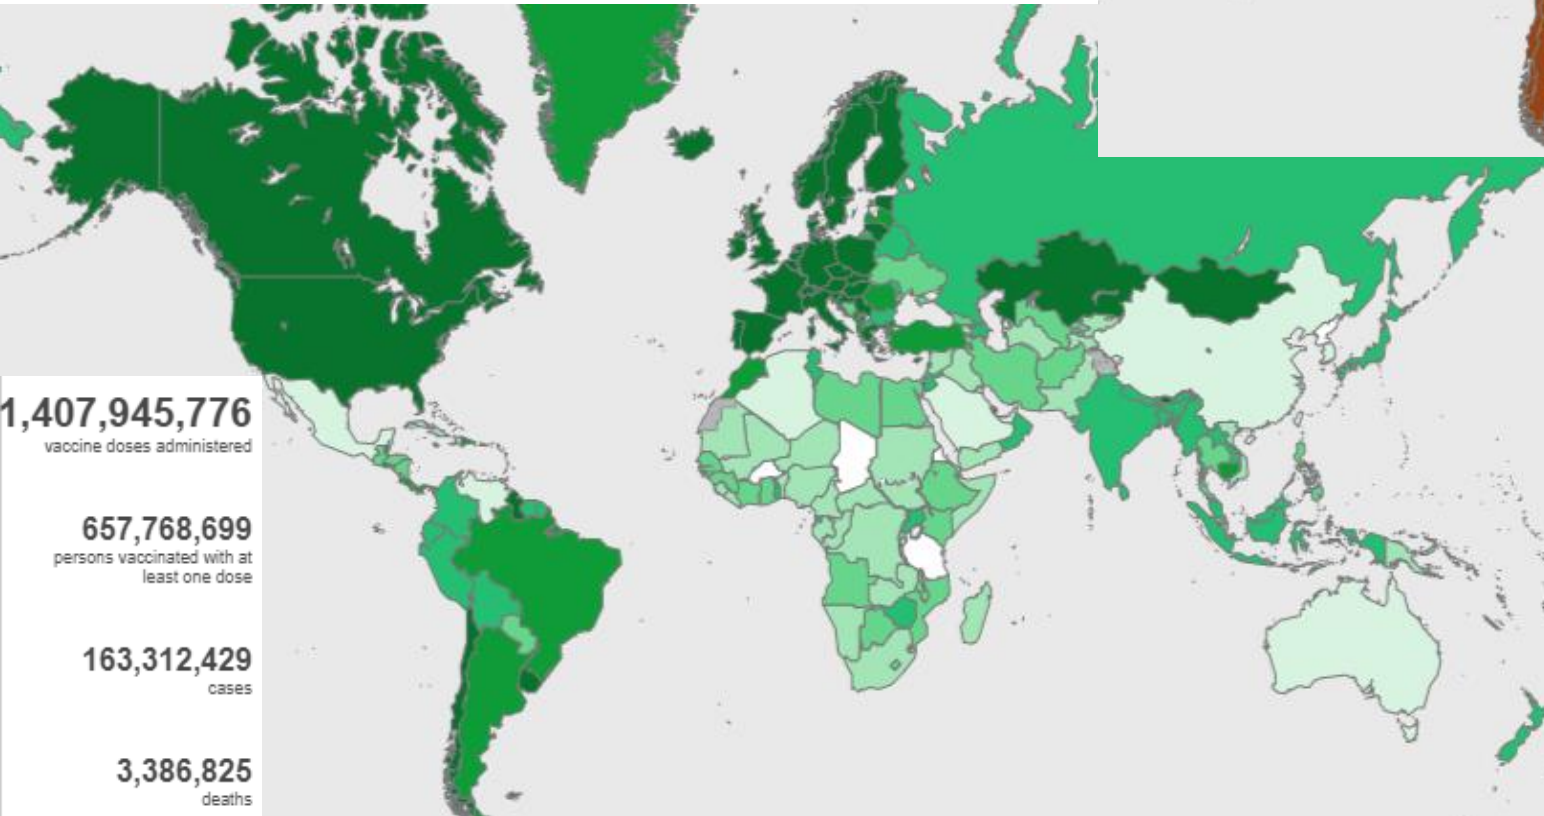 1,407,945,776
vaccine doses administered
657,768,699
persons vaccinated with at
least one dose
163,312,429
cases
3,386,825
deaths